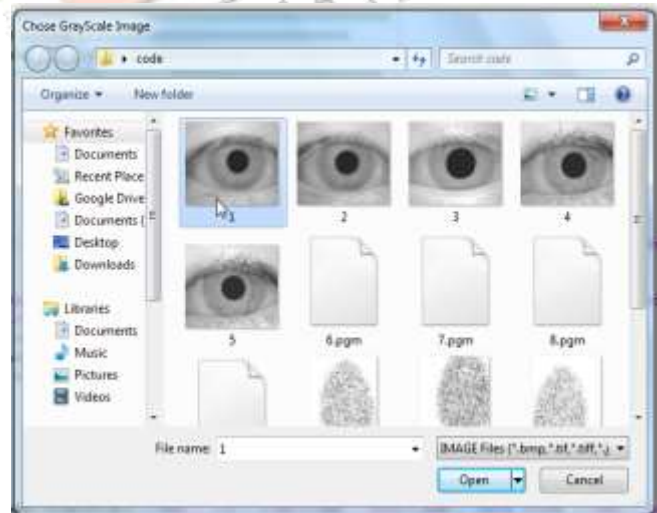 Chose GrayScale Image
code
Search code
Organize
New folder
Favorites
Documents
Recent Place
Google Drive
Documents (
Desktop
Downloads
Libraries
Documents
Music
Pictures
Videos
1
2
3
4
5
6.pgm
7.pgm
8.pgm
File name: 1
IMAGE Files (*.bmp,*.tif,*.tiff,*.j
Open
Cancel